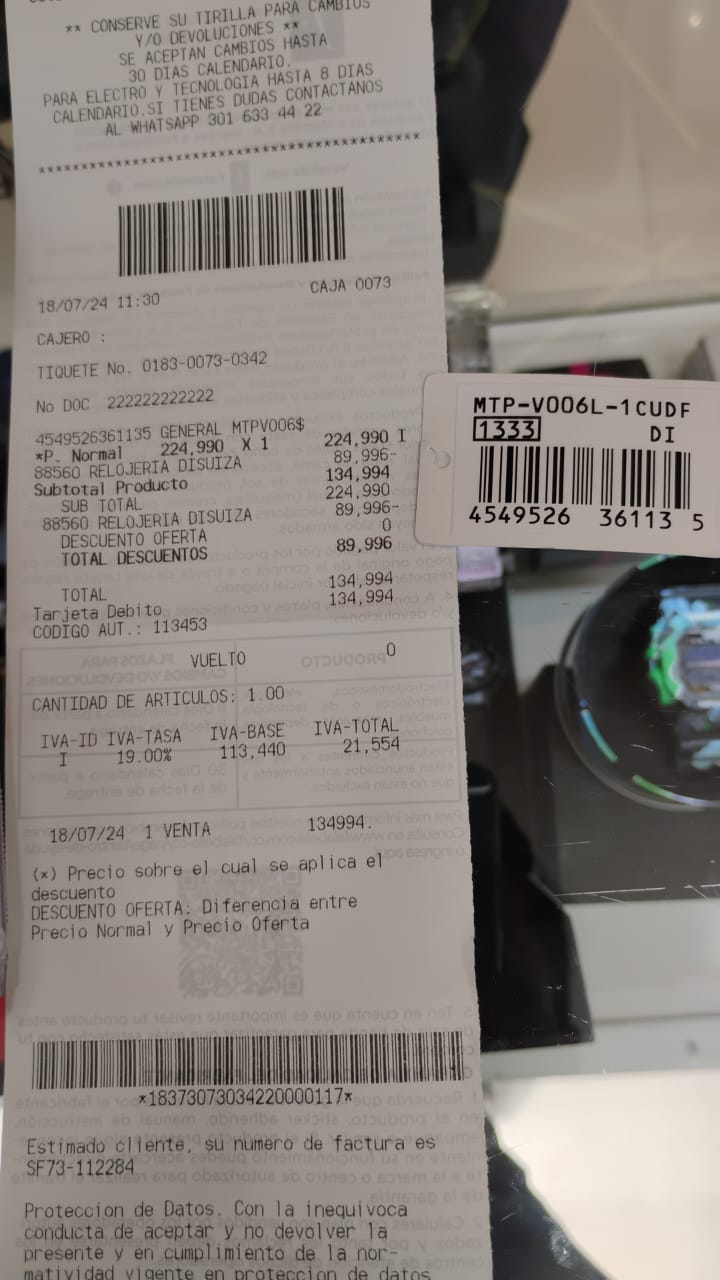 ** CONSERVE SU TIRILLA PARA CAMBIOS
Y/O DEVOLUCIONES **
SE ACEPTAN CAMBIOS HASTA
30 DIAS CALENDARIO.
PARA ELECTRO Y TECNOLOGIA HASTA 8 DIAS
CALENDARIO.SI TIENES DUDAS CONTACTANOS
AL WHATSAPP 301 633 44 22
****************************************
18/07/24 11:30 CAJA 0073
CAJERO :
TIQUETE No. 0183-0073-0342
No DOC 222222222222
4549526361135 GENERAL MTPV006$
*P. Normal 224,990 X 1 224,990 I
88560 RELOJERIA DISUIZA 89,996-
Subtotal Producto 134,994
SUB TOTAL 224,990
88560 RELOJERIA DISUIZA 89,996-
DESCUENTO OFERTA 0
TOTAL DESCUENTOS 89,996
TOTAL 134,994
Tarjeta Debito 134,994
CODIGO AUT.: 113453
VUELTO 0
CANTIDAD DE ARTICULOS: 1.00
IVA-ID IVA-TASA IVA-BASE IVA-TOTAL
I 19.00% 113,440 21,554
18/07/24 1 VENTA 134994.
(*) Precio sobre el cual se aplica el
descuento
DESCUENTO OFERTA: Diferencia entre
Precio Normal y Precio Oferta
*18373073034220000117*
Estimado cliente, su numero de factura es
SF73-112284
Proteccion de Datos. Con la inequivoca
conducta de aceptar y no devolver la
presente y en cumplimiento de la nor-
matividad vigente en proteccion de datos
MTP-V006L-1CUDF
1333 DI
4549526 36113 5